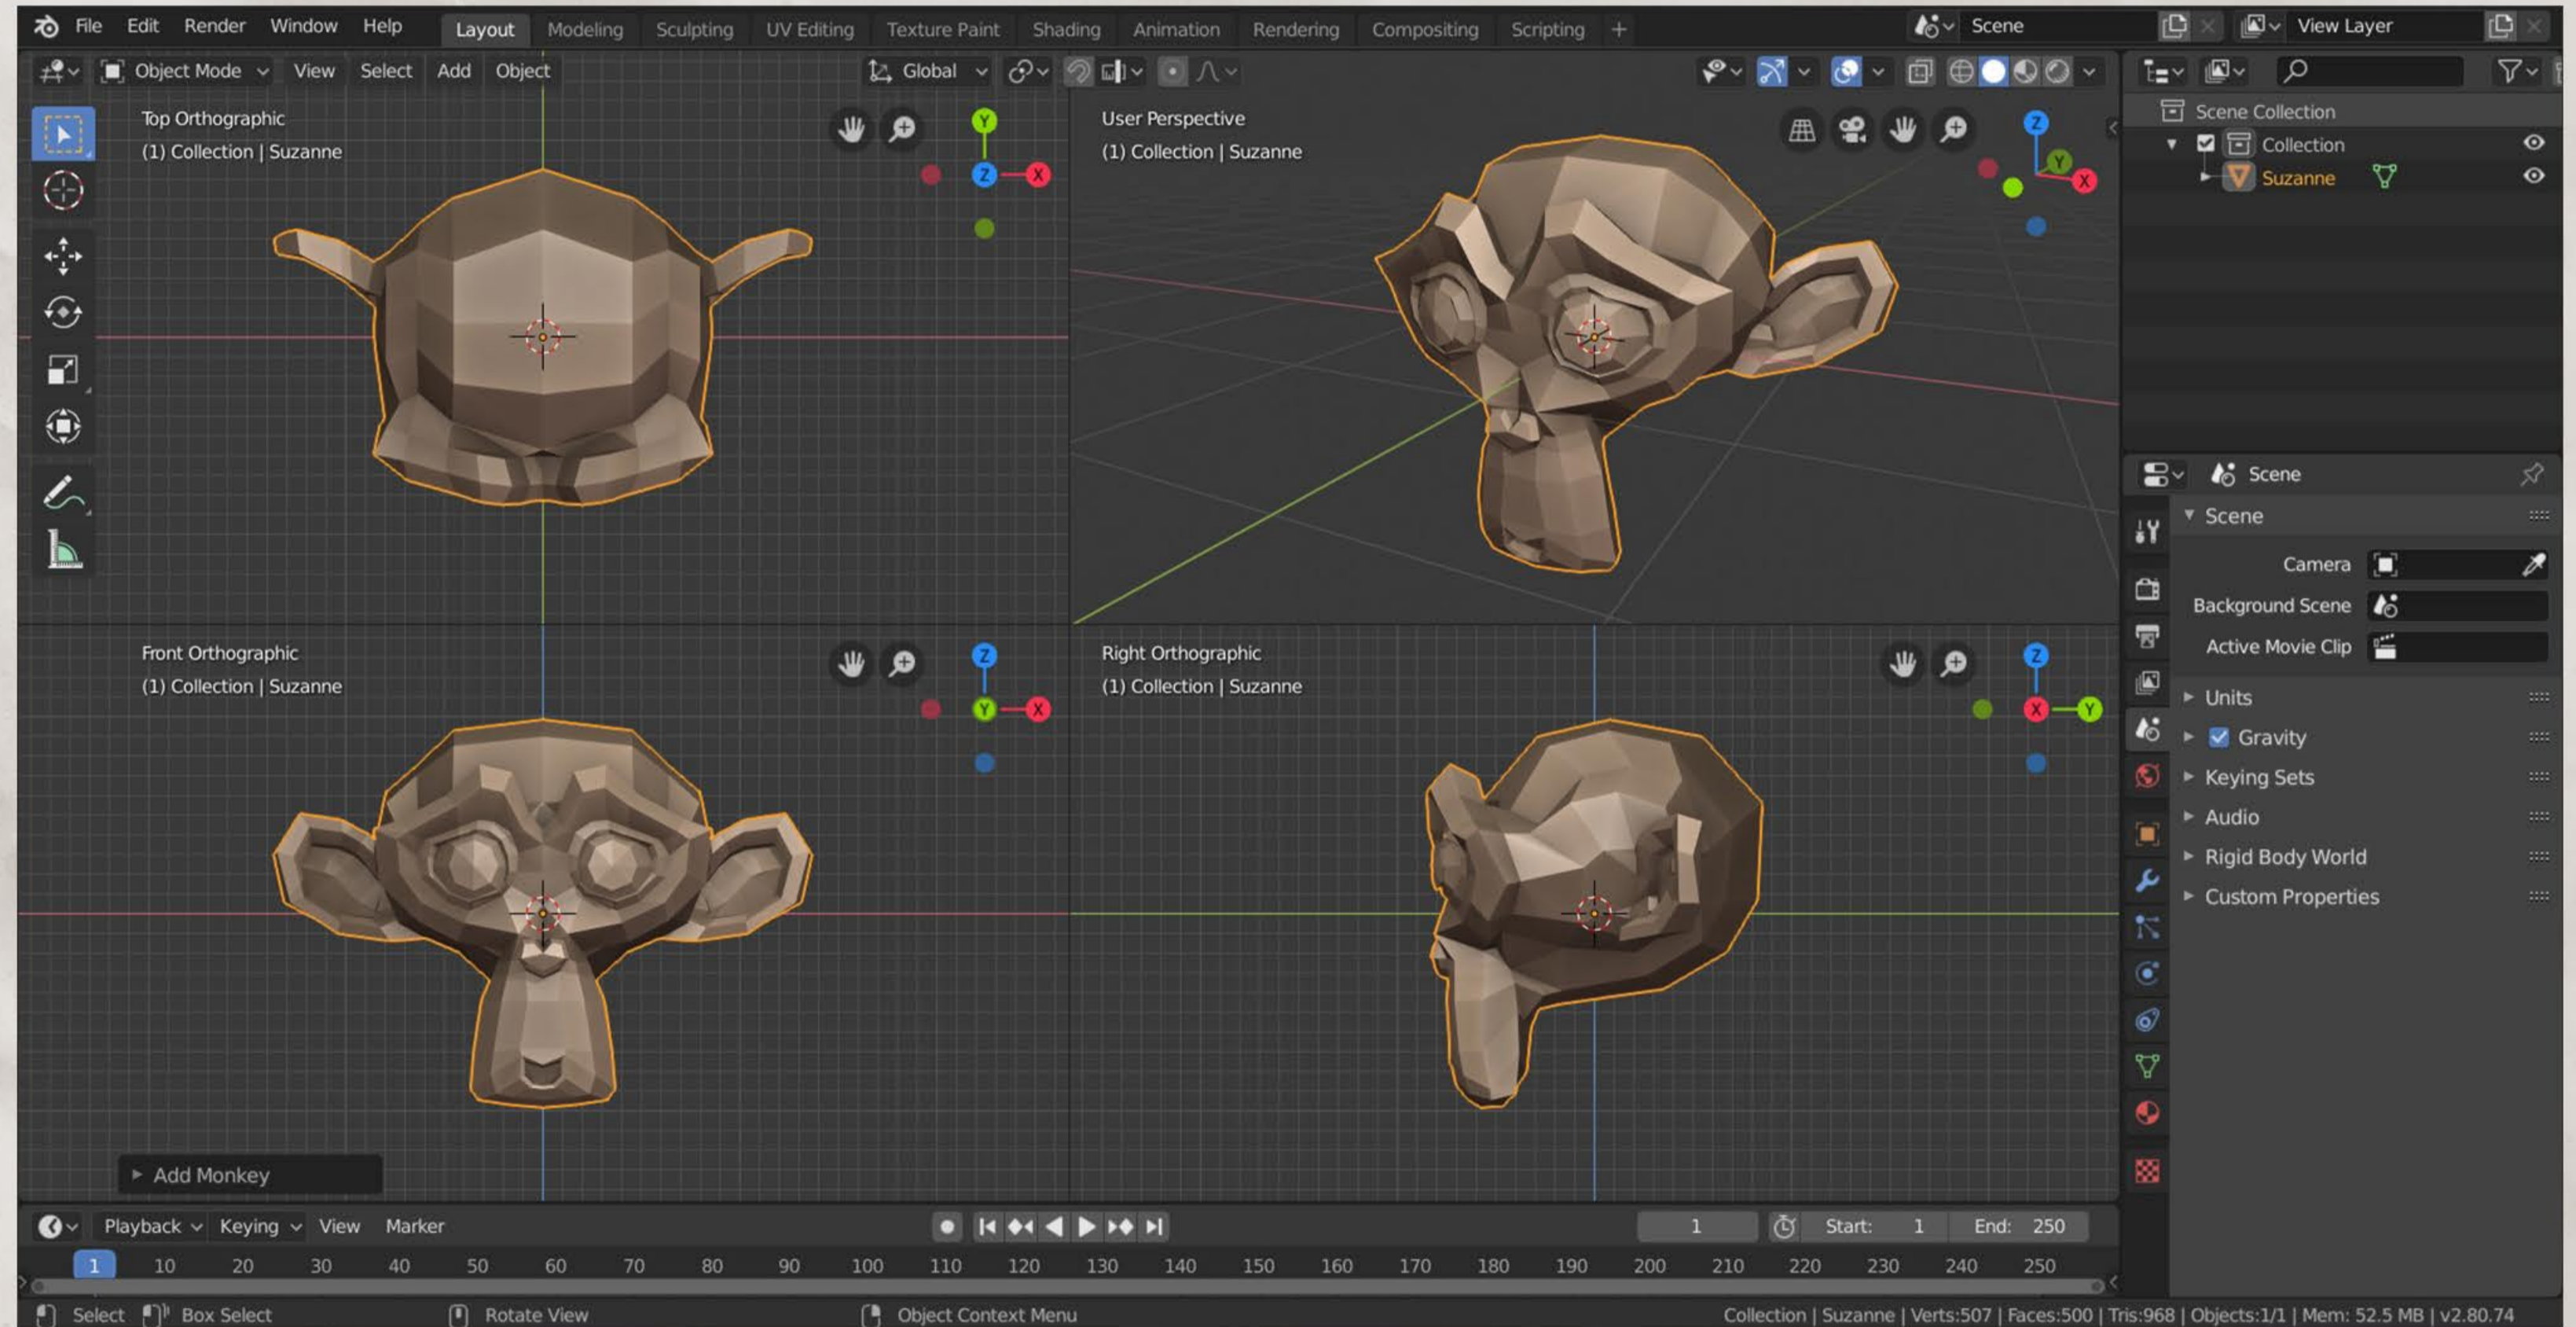 File Edit Render Window Help Layout Modeling Sculpting UV Editing Texture Paint Shading Animation Rendering Compositing Scripting + Scene View Layer
Object Mode View Select Add Object Global
Top Orthographic
(1) Collection | Suzanne
Y
Z X
User Perspective
(1) Collection | Suzanne
Z
Y
X
Scene Collection
Collection
Suzanne
Front Orthographic
(1) Collection | Suzanne
Z
Y X
Right Orthographic
(1) Collection | Suzanne
Z
X Y
Scene
Scene
Camera
Background Scene
Active Movie Clip
Units
Gravity
Keying Sets
Audio
Rigid Body World
Custom Properties
Add Monkey
Playback Keying View Marker 1 Start: 1 End: 250
1 10 20 30 40 50 60 70 80 90 100 110 120 130 140 150 160 170 180 190 200 210 220 230 240 250
Select Box Select Rotate View Object Context Menu Collection | Suzanne | Verts:507 | Faces:500 | Tris:968 | Objects:1/1 | Mem: 52.5 MB | v2.80.74